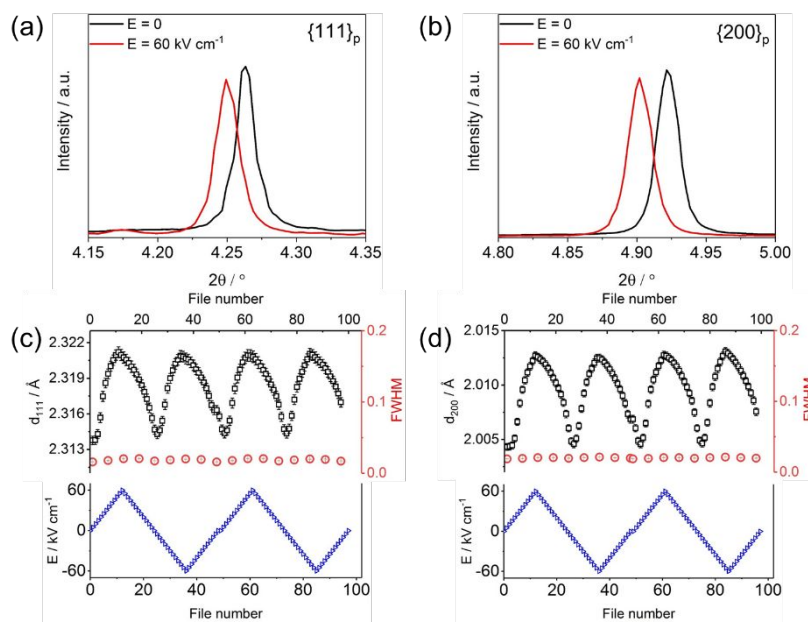 (a)
E = 0
E = 60 kV cm⁻¹
{111}ₚ
Intensity / a.u.
4.15 4.20 4.25 4.30 4.35
2θ / °
(b)
E = 0
E = 60 kV cm⁻¹
{200}ₚ
Intensity / a.u.
4.80 4.85 4.90 4.95 5.00
2θ / °
(c)
File number
0 20 40 60 80 100
2.322
2.319
2.316
2.313
d₁₁₁ / Å
0.2
0.1
0.0
FWHM
60
0
-60
E / kV cm⁻¹
0 20 40 60 80 100
File number
(d)
File number
0 20 40 60 80 100
2.015
2.010
2.005
d₂₀₀ / Å
0.2
0.1
0.0
FWHM
60
0
-60
E / kV cm⁻¹
0 20 40 60 80 100
File number